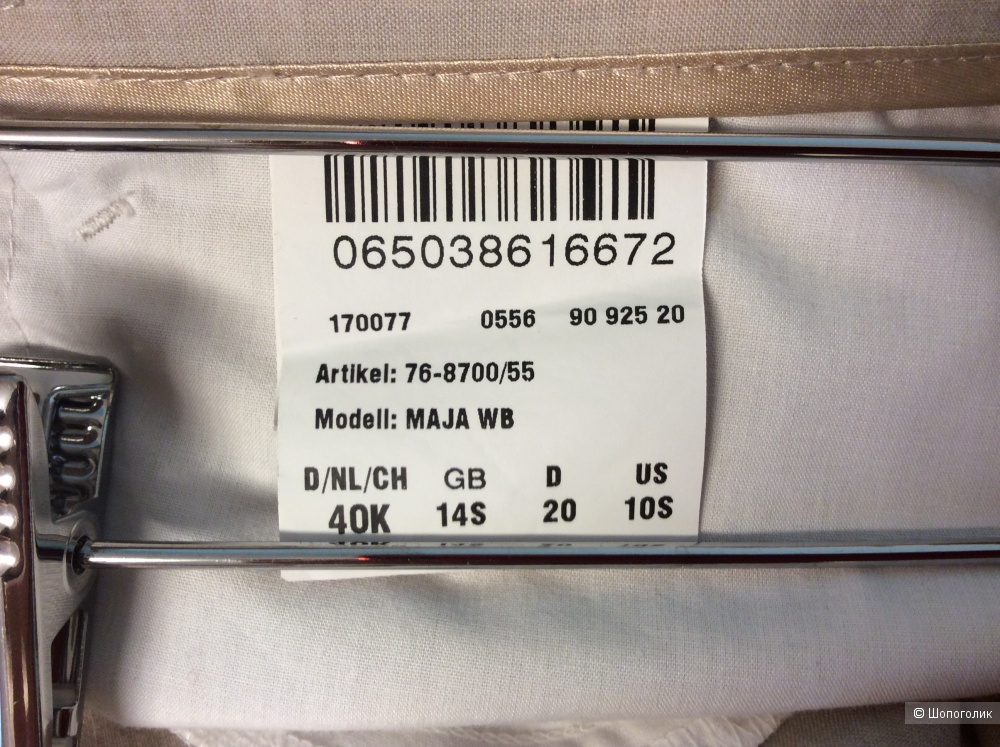 065038616672
170077 0556 90 925 20
Artikel: 76-8700/55
Modell: MAJA WB
D/NL/CH GB D US
40K 14S 20 10S
© Шопоголик